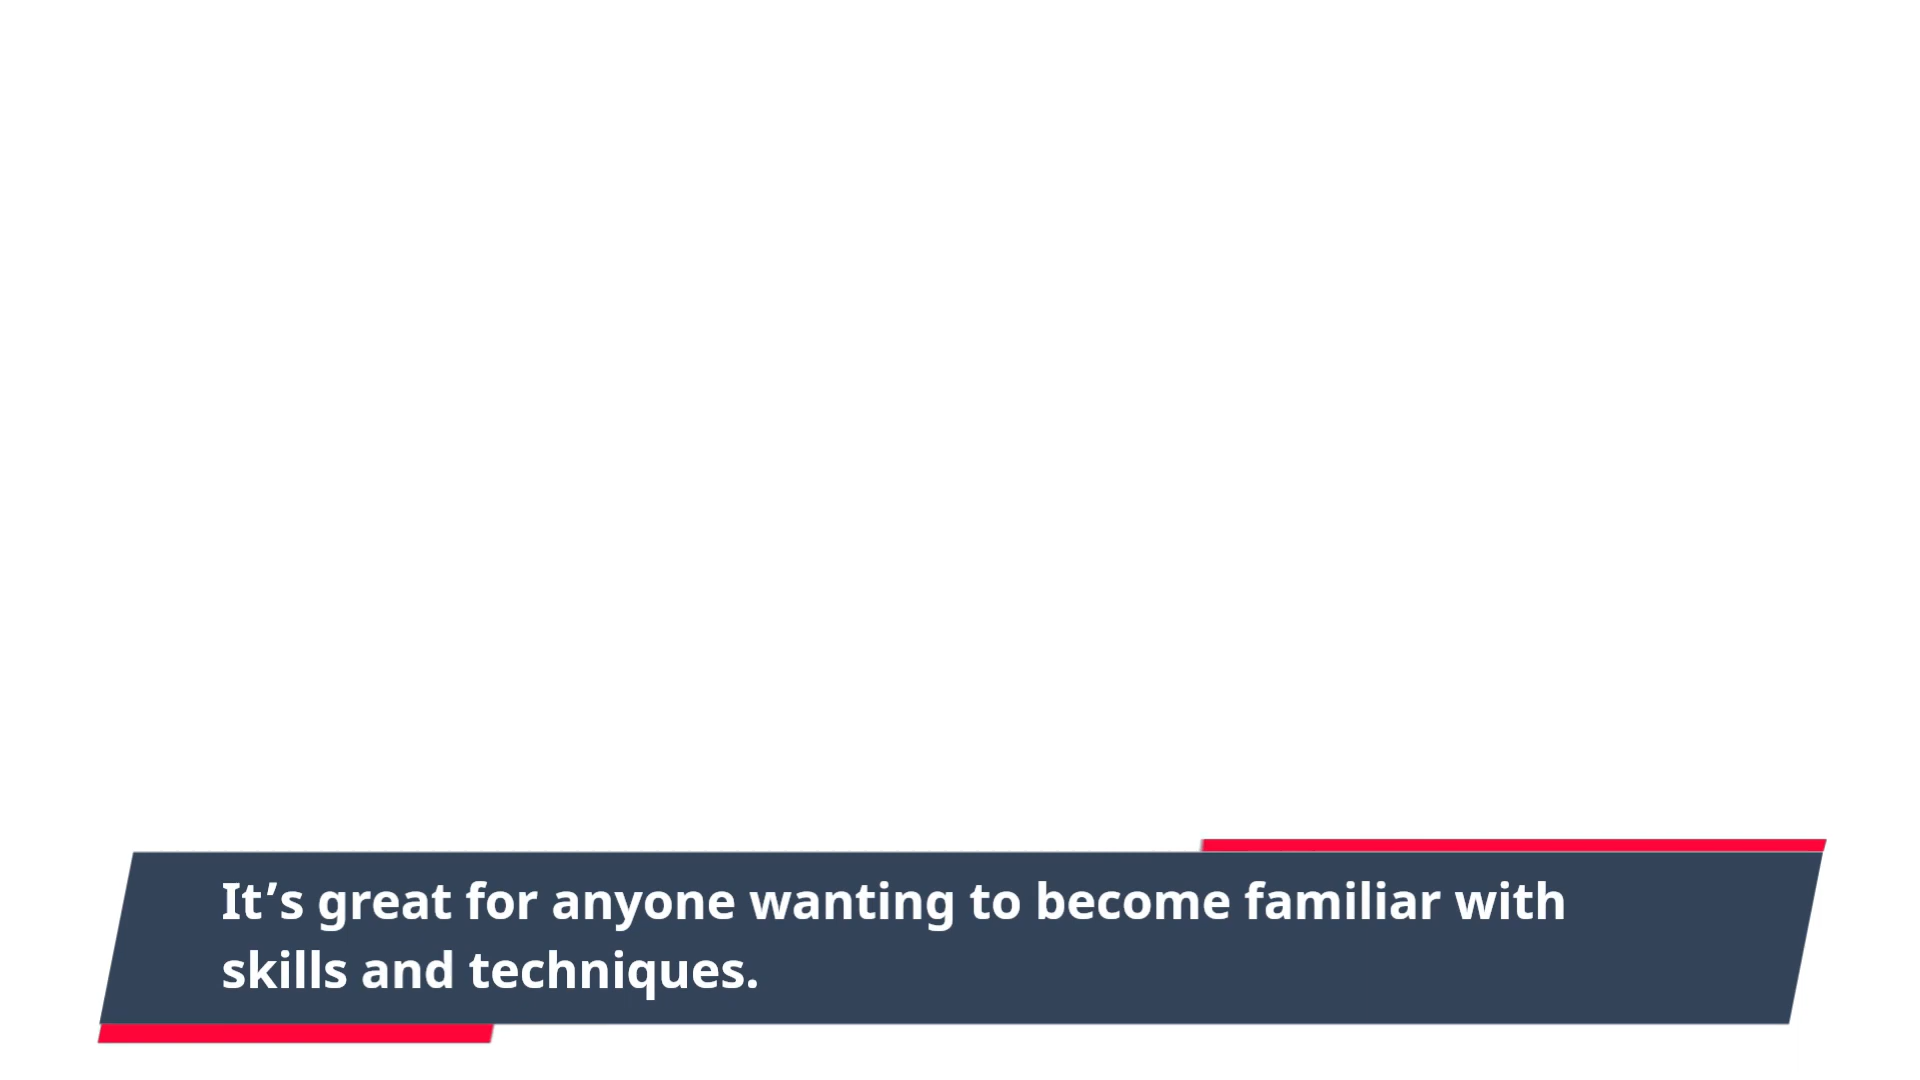 It’s great for anyone wanting to become familiar with
skills and techniques.